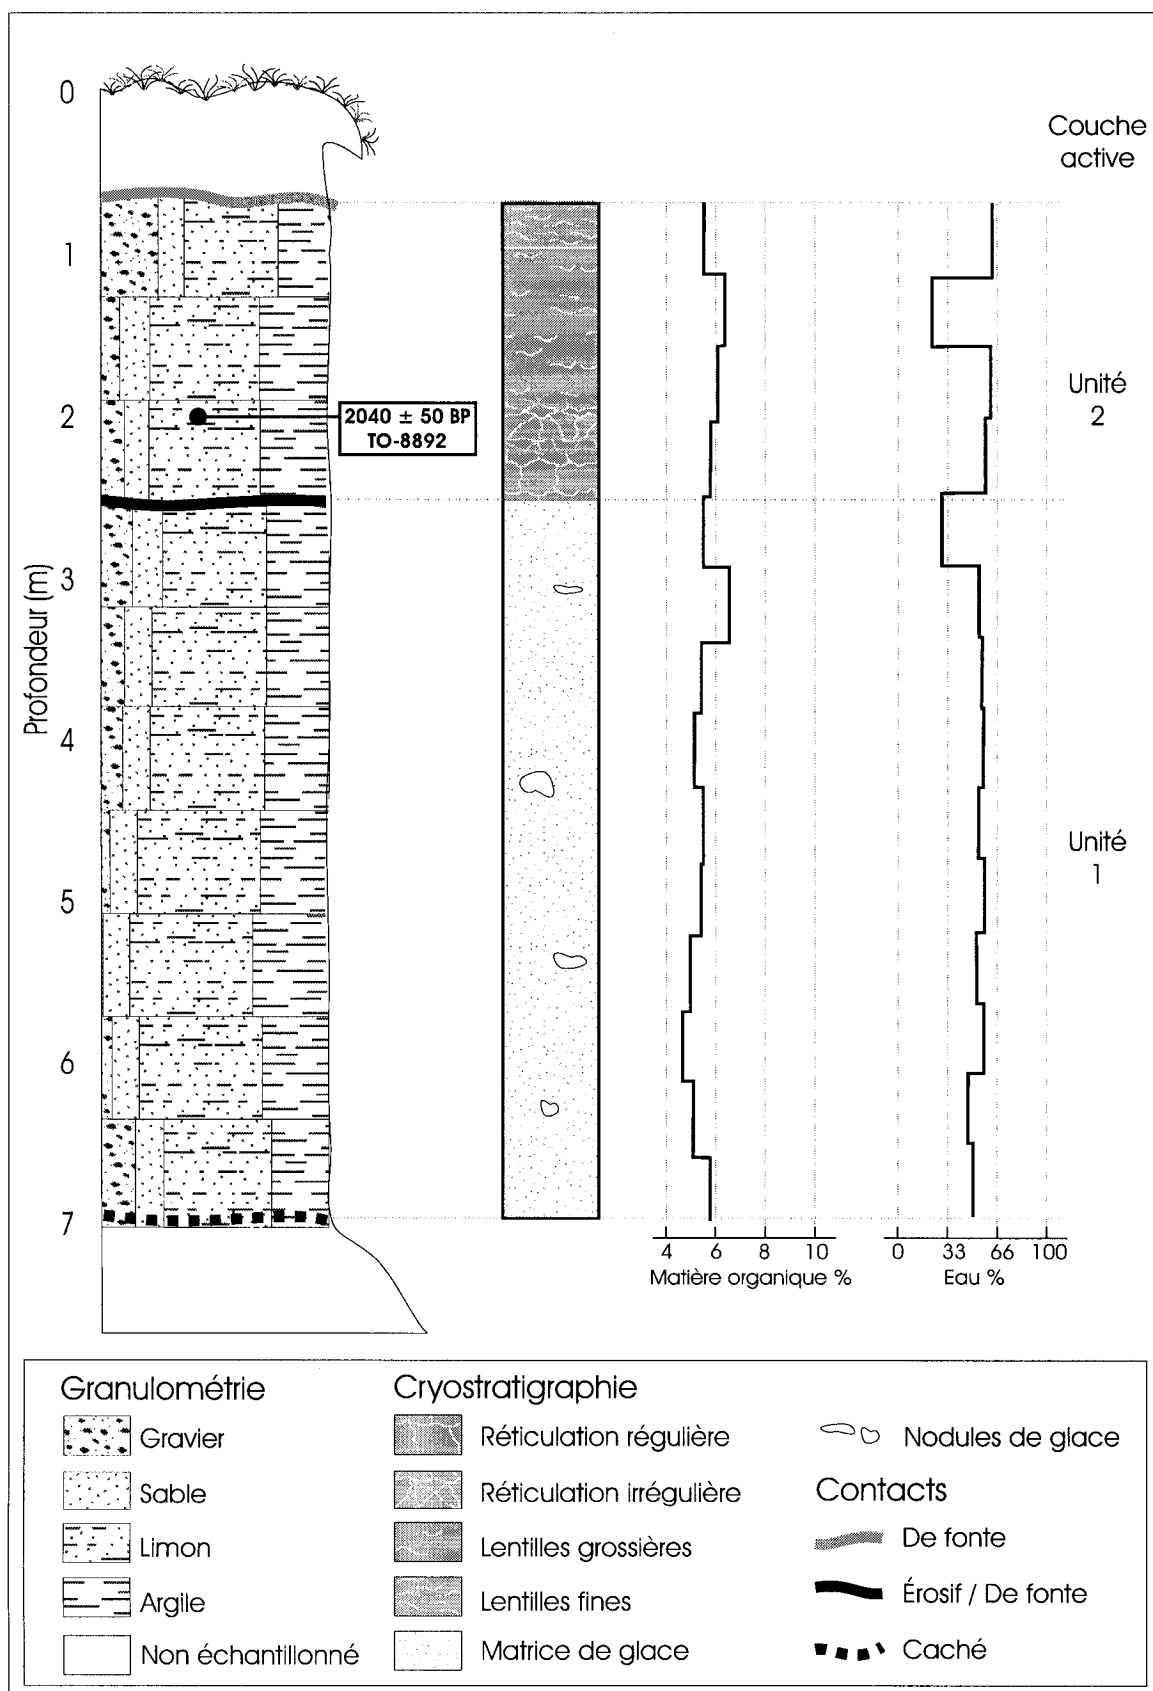 0
Couche
active
1
2040 ± 50 BP
TO-8892
Unité
2
2
3
Profondeur (m)
4
Unité
1
5
6
7
4 6 8 10
Matière organique %
0 33 66 100
Eau %
Granulométrie
Gravier
Sable
Limon
Argile
Non échantillonné
Cryostratigraphie
Réticulation régulière
Réticulation irrégulière
Lentilles grossières
Lentilles fines
Matrice de glace
Nodules de glace
Contacts
De fonte
Érosif / De fonte
Caché